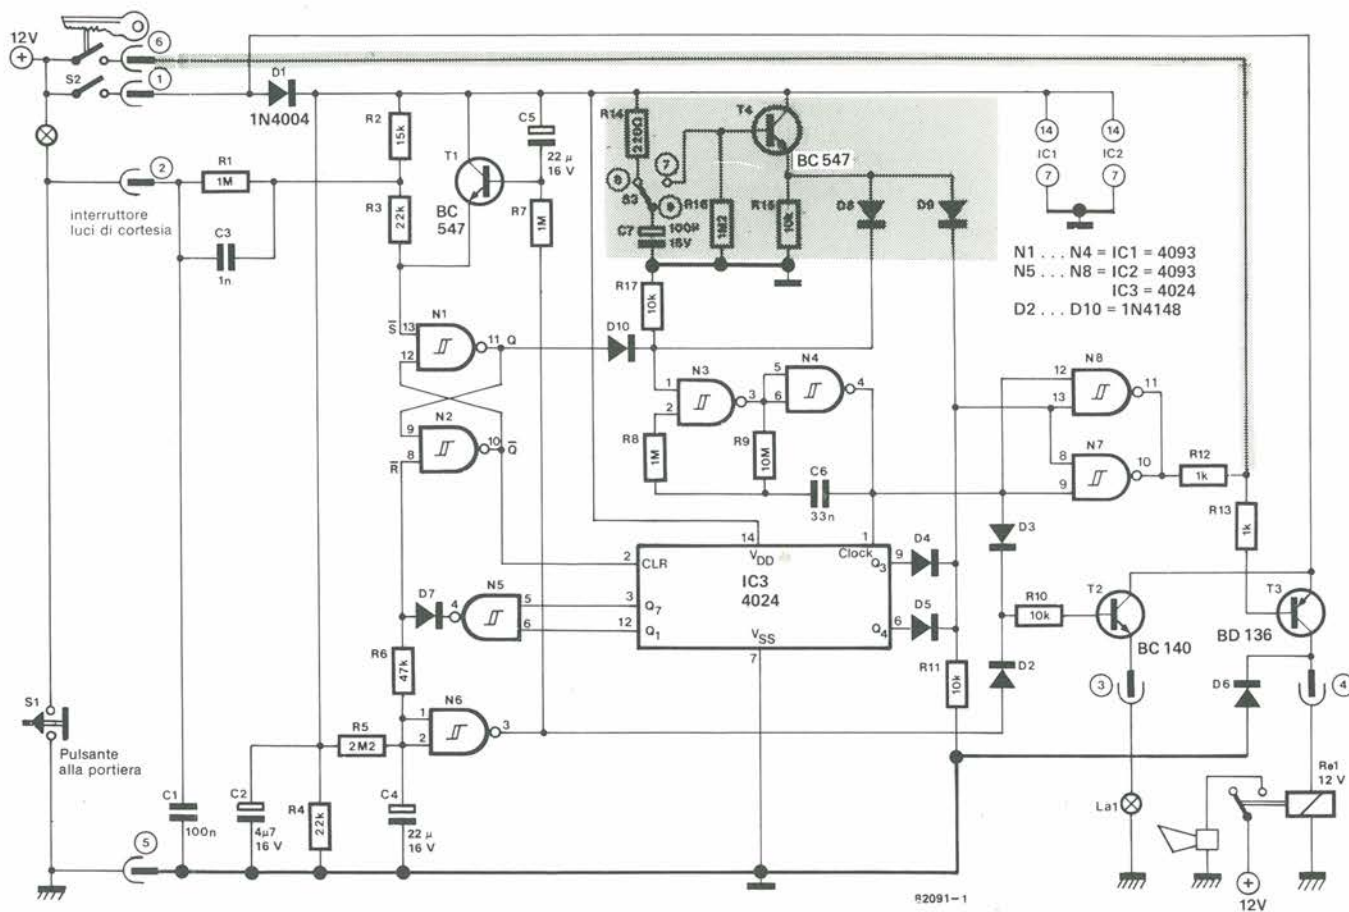 12V
6
S2
1
D1
1N4004
R2
15k
C5
22 µ
16 V
T1
BC
547
R3
22k
R7
1M
2
R1
1M
C3
1n
interruttore
luci di cortesia
R14
220Ω
8
7
S3
9
C7
100µ
16V
R16
1M2
T4
BC 547
R15
10k
D8
D9
14
IC1
7
14
IC2
7
N1 . . . N4 = IC1 = 4093
N5 . . . N8 = IC2 = 4093
IC3 = 4024
D2 . . . D10 = 1N4148
R17
10k
D10
S̅ 13
12
N1
11 Q
9
N2
10 Q̅
8
R̅
1
2
N3
3
5
6
N4
4
R8
1M
R9
10M
C6
33n
12
13
N8
11
8
9
N7
10
R12
1k
R13
1k
D3
D2
R10
10k
T2
BC 140
T3
BD 136
14
VDD
1
Clock
2 CLR
3 Q7
12 Q1
IC3
4024
VSS
7
Q3 9
Q4 6
D4
D5
R11
10k
D7
4
N5
5
6
R6
47k
N6
1
2
3
R5
2M2
S1
Pulsante
alla portiera
C1
100n
C2
4µ7
16 V
R4
22k
C4
22 µ
16 V
5
3
La1
D6
4
Re1
12 V
12V
82091-1